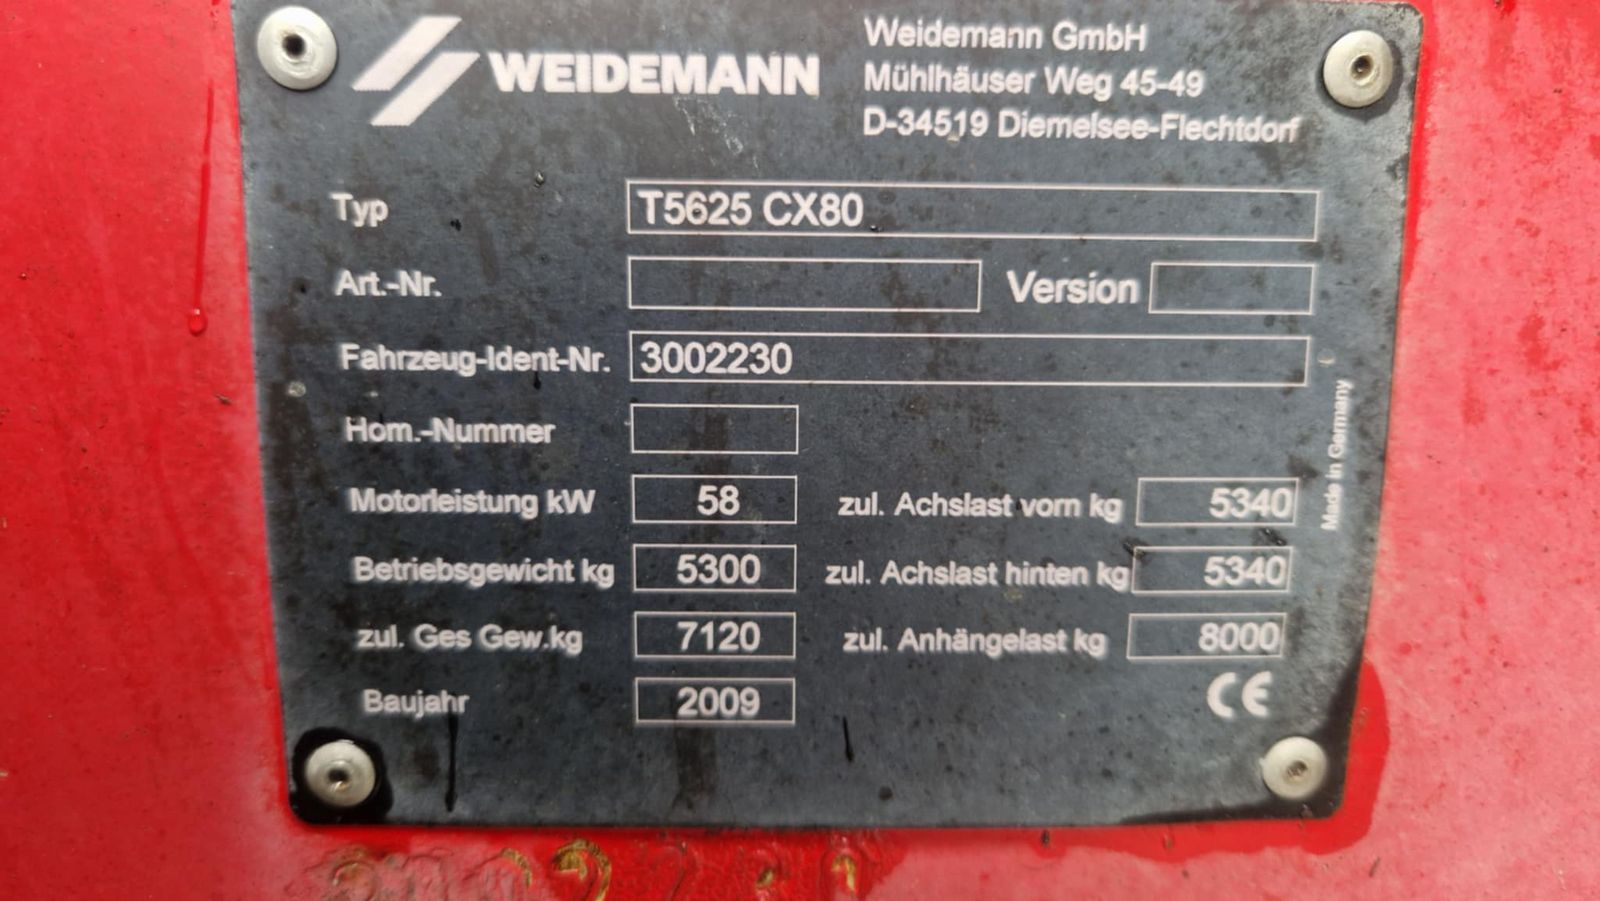 WEIDEMANN
Weidemann GmbH
Mühlhäuser Weg 45-49
D-34519 Diemelsee-Flechtdorf
Typ T5625 CX80
Art.-Nr. Version
Fahrzeug-Ident-Nr. 3002230
Hom.-Nummer
Motorleistung kW 58 zul. Achslast vorn kg 5340
Betriebsgewicht kg 5300 zul. Achslast hinten kg 5340
zul. Ges Gew.kg 7120 zul. Anhängelast kg 8000
Baujahr 2009
CE
Made in Germany